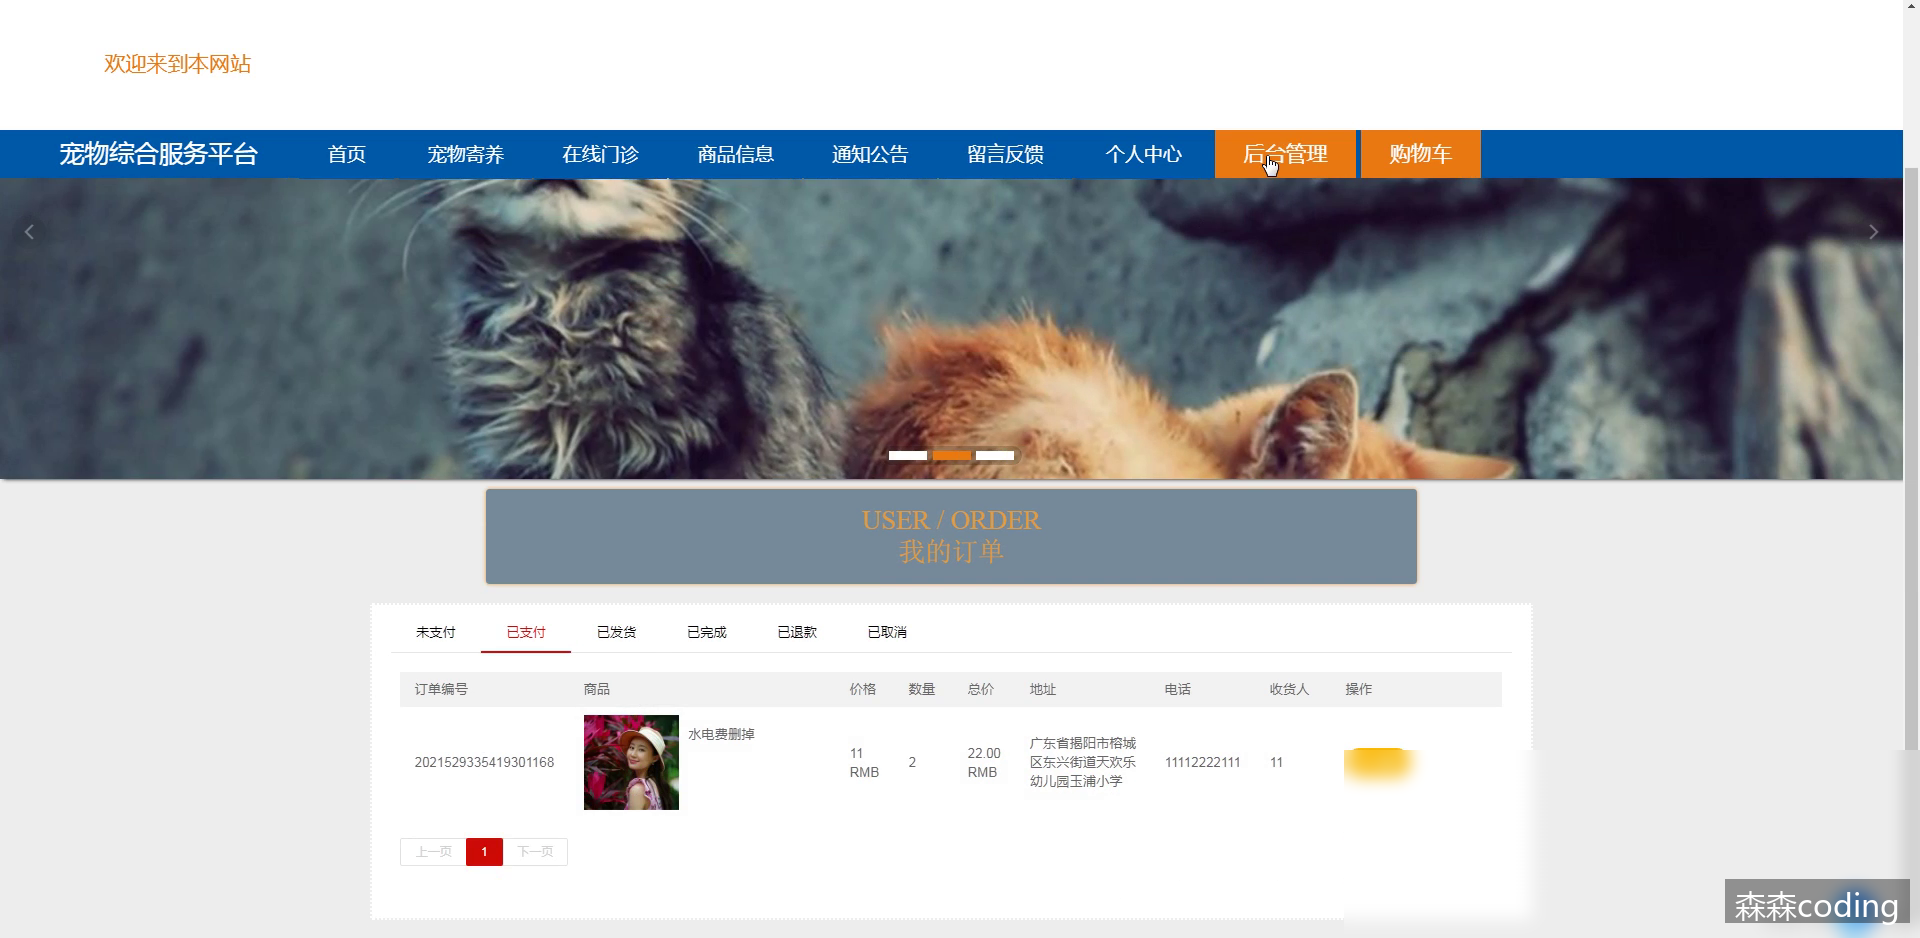 欢迎来到本网站
宠物综合服务平台 首页 宠物寄养 在线门诊 商品信息 通知公告 留言反馈 个人中心 后台管理 购物车
USER / ORDER
我的订单
未支付 已支付 已发货 已完成 已退款 已取消
订单编号 商品 价格 数量 总价 地址 电话 收货人 操作
2021529335419301168 水电费删掉 11 RMB 2 22.00 RMB 广东省揭阳市榕城区东兴街道天欢乐幼儿园玉浦小学 11112222111 11
上一页 1 下一页
森森coding